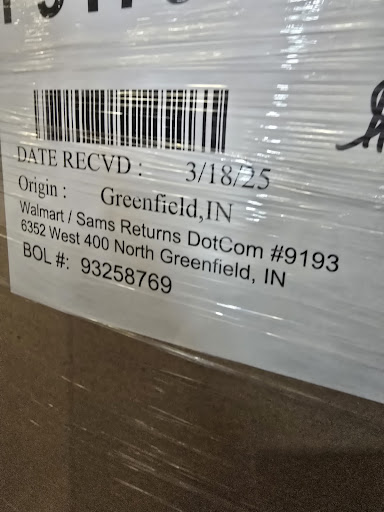 DATE RECVD : 3/18/25
Origin : Greenfield,IN
Walmart / Sams Returns DotCom #9193
6352 West 400 North Greenfield, IN
BOL #: 93258769